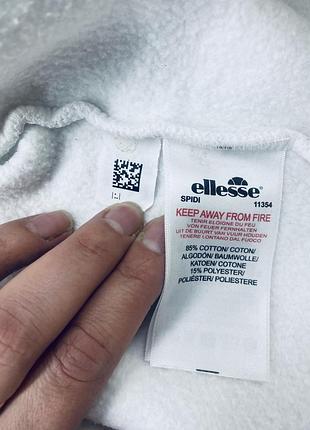 ellesse
SPIDI 11354
KEEP AWAY FROM FIRE
TENIR ELOIGNE DU FEU
VON FEUER FERNHALTEN
UIT DE BUURT VAN VUUR HOUDEN
TENERE LONTANO DAL FUOCO
85% COTTON/ COTON/
ALGODÓN/ BAUMWOLLE/
KATOEN/ COTONE
15% POLYESTER/
POLIÉSTER/ POLIESTERE